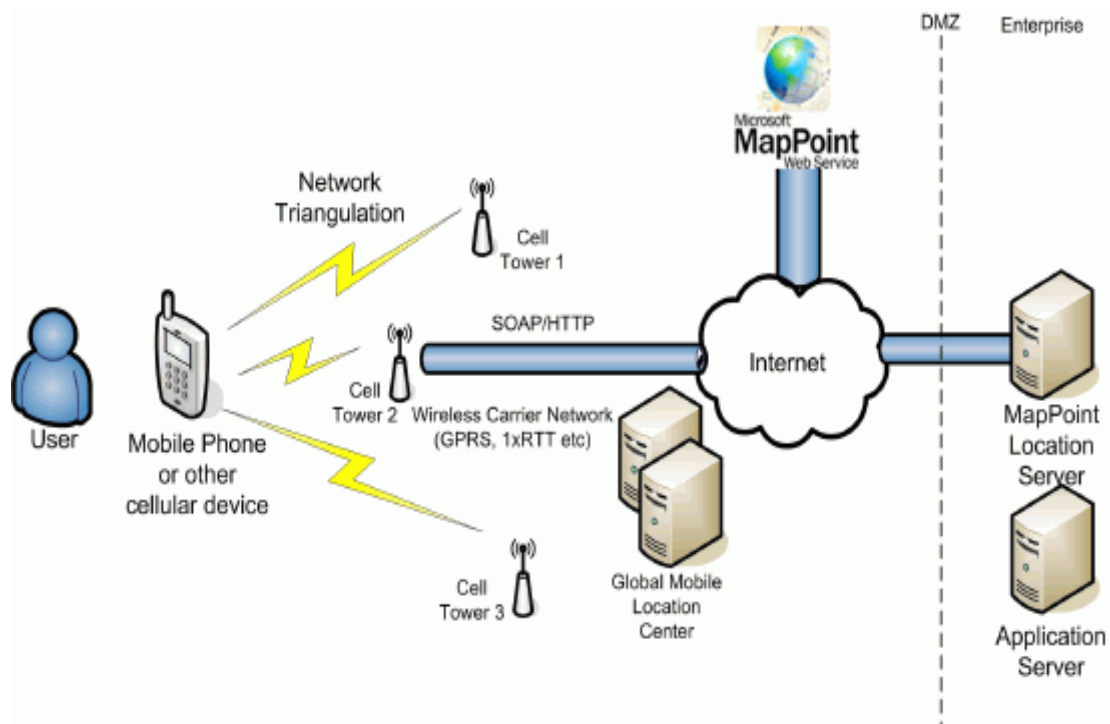 DMZ
Enterprise
Microsoft
MapPoint
Web Service
Network
Triangulation
Cell
Tower 1
SOAP/HTTP
Internet
Cell
Tower 2
Wireless Carrier Network
(GPRS, 1xRTT etc)
User
Mobile Phone
or other
cellular device
MapPoint
Location
Server
Cell
Tower 3
Global Mobile
Location
Center
Application
Server